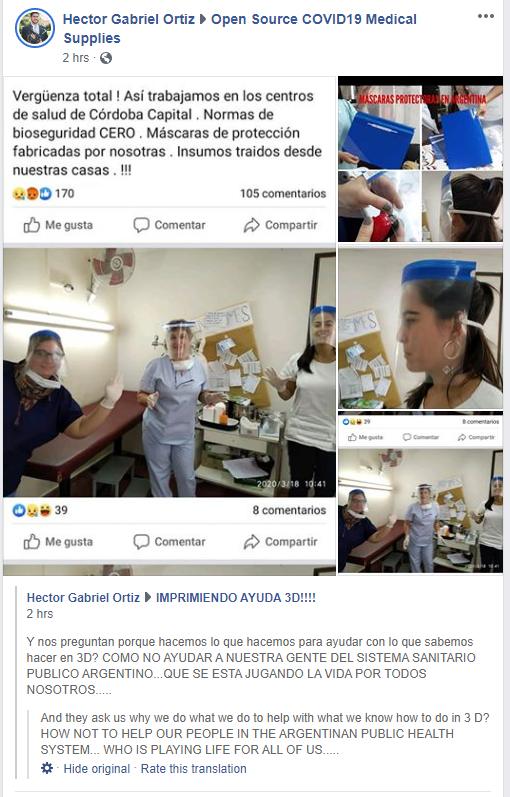 Hector Gabriel Ortiz ▸ Open Source COVID19 Medical
Supplies
2 hrs ·
Vergüenza total ! Así trabajamos en los centros
de salud de Córdoba Capital . Normas de
bioseguridad CERO . Máscaras de protección
fabricadas por nosotras . Insumos traidos desde
nuestras casas . !!!
170
105 comentarios
Me gusta Comentar Compartir
MASCARAS PROTECTORAS EN ARGENTINA
M.S
2020/3/18 10:41
39
8 comentarios
Me gusta Comentar Compartir
39
8 comentarios
Me gusta Comentar Compartir
Hector Gabriel Ortiz ▸ IMPRIMIENDO AYUDA 3D!!!!
2 hrs
Y nos preguntan porque hacemos lo que hacemos para ayudar con lo que sabemos
hacer en 3D? COMO NO AYUDAR A NUESTRA GENTE DEL SISTEMA SANITARIO
PUBLICO ARGENTINO...QUE SE ESTA JUGANDO LA VIDA POR TODOS
NOSOTROS.....
And they ask us why we do what we do to help with what we know how to do in 3 D?
HOW NOT TO HELP OUR PEOPLE IN THE ARGENTINAN PUBLIC HEALTH
SYSTEM... WHO IS PLAYING LIFE FOR ALL OF US.....
· Hide original · Rate this translation